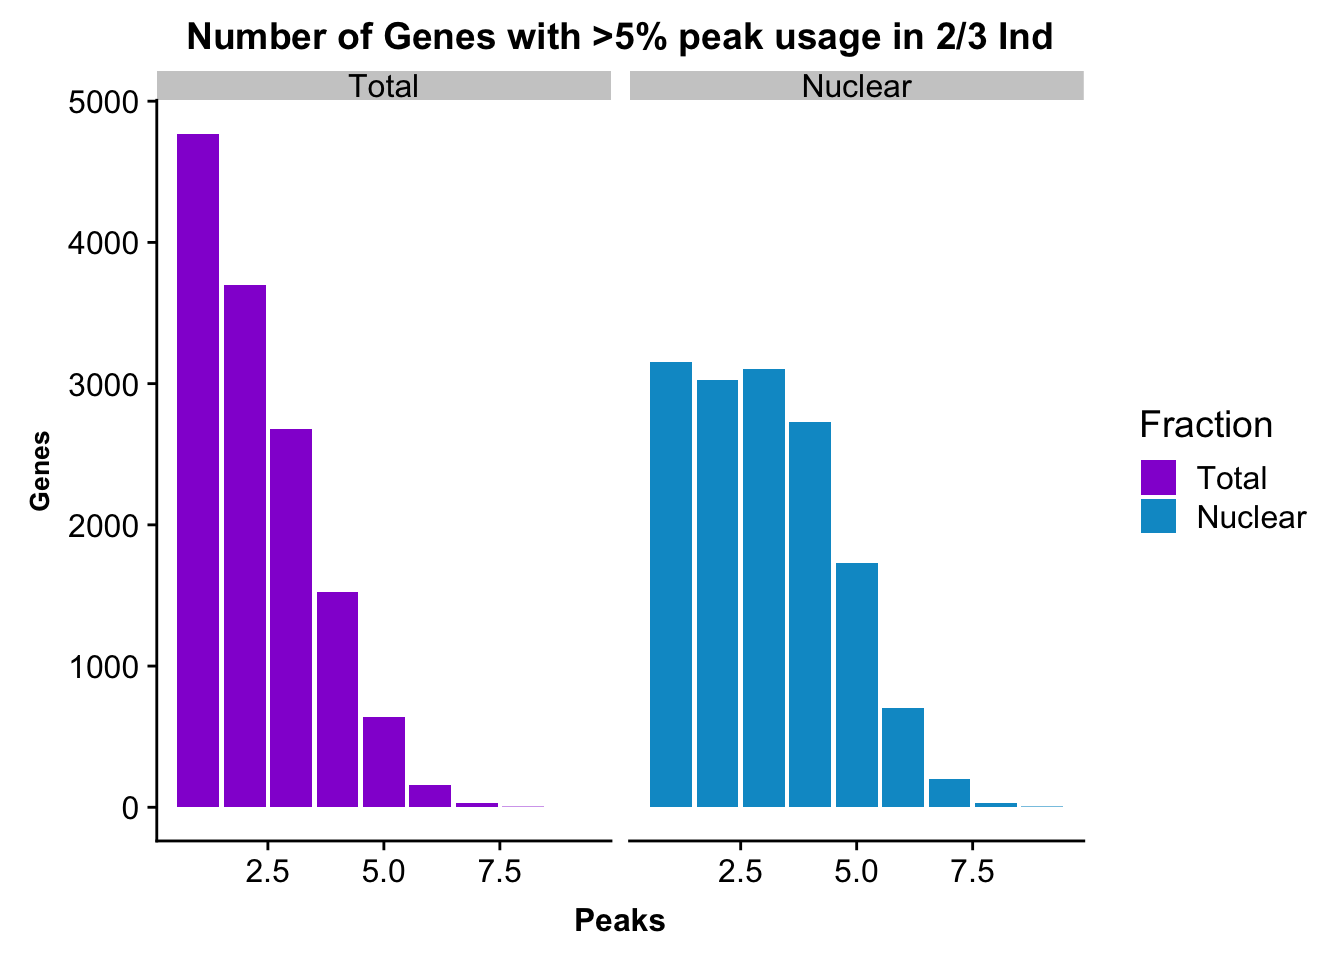 Number of Genes with >5% peak usage in 2/3 Ind
Total
Nuclear
5000
4000
3000
2000
1000
0
Genes
2.5 5.0 7.5
2.5 5.0 7.5
Peaks
Fraction
Total
Nuclear